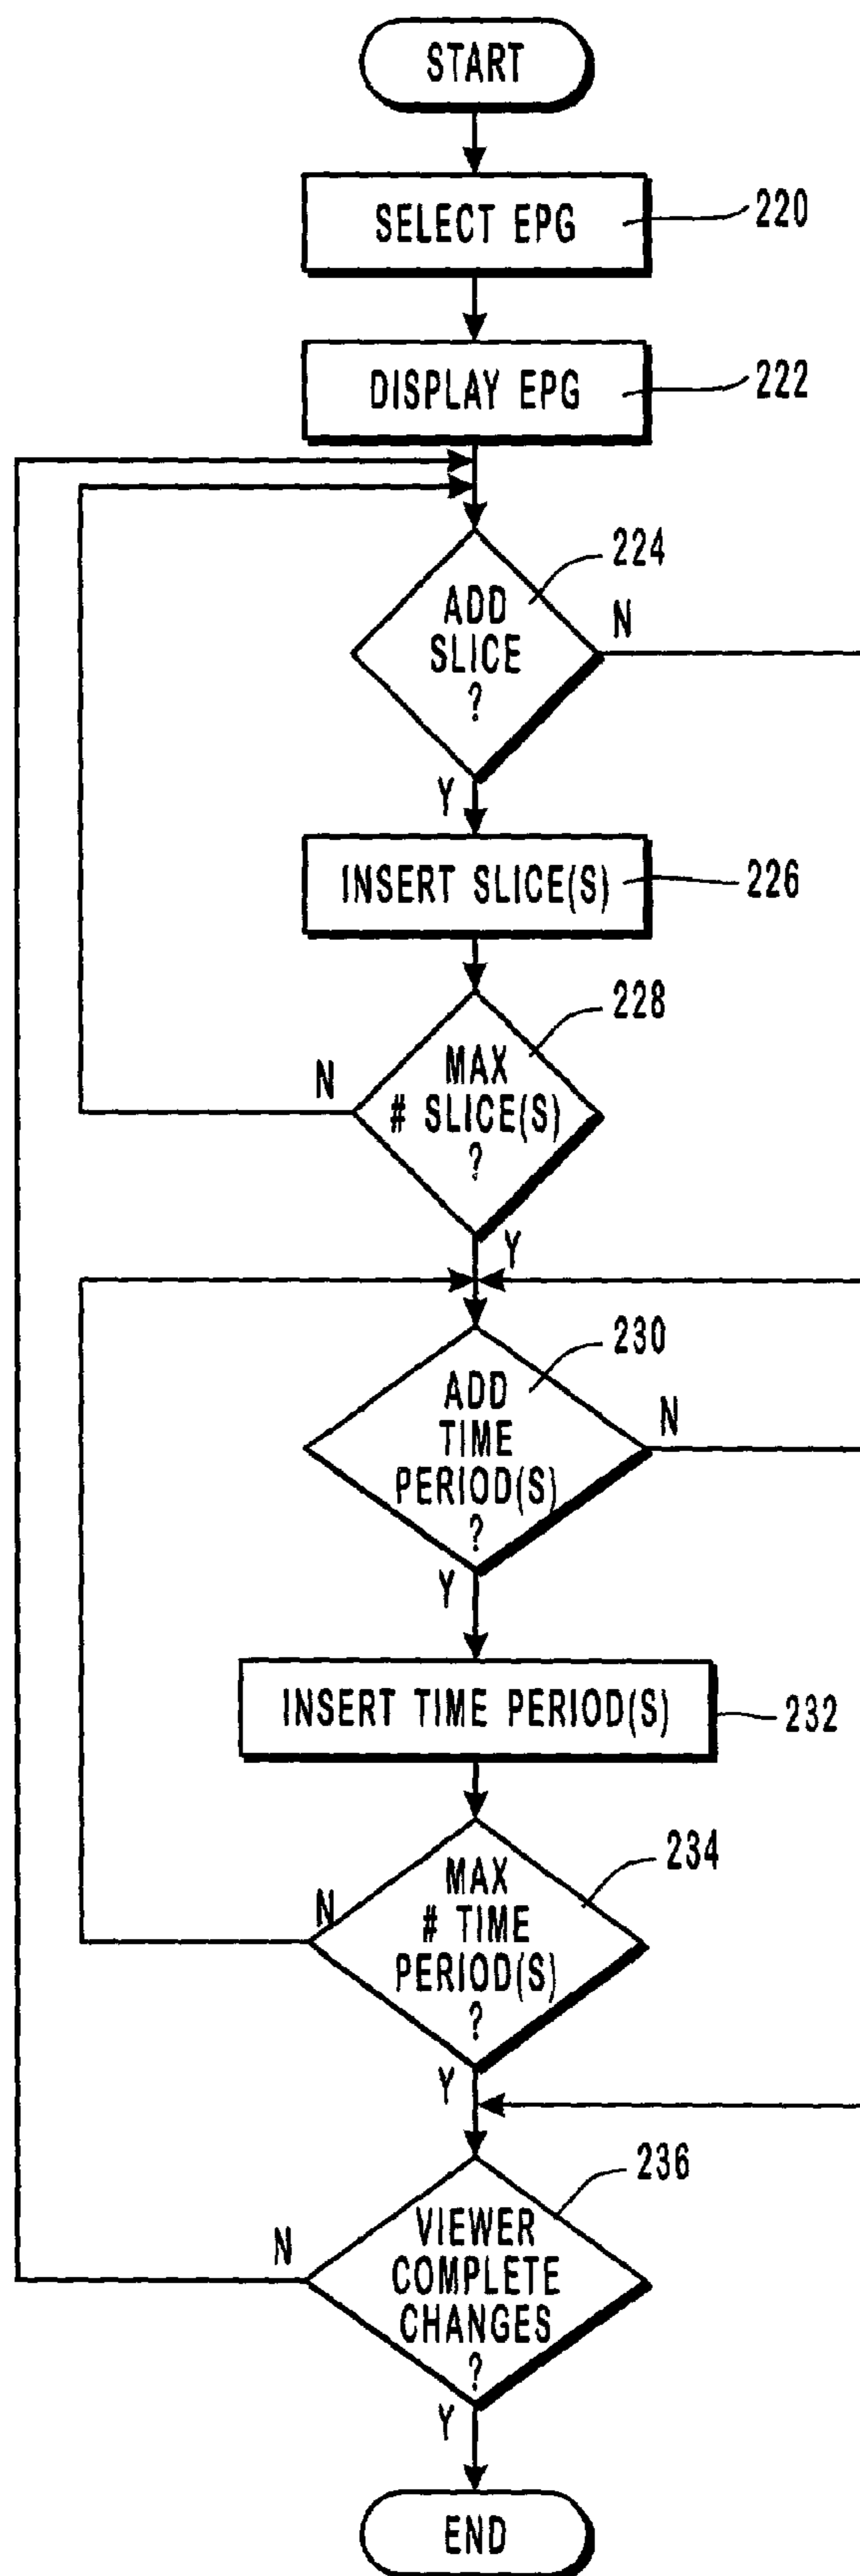 START
SELECT EPG
220
DISPLAY EPG
222
224
ADD
SLICE
?
N
Y
INSERT SLICE(S)
226
228
MAX
# SLICE(S)
?
N
Y
230
ADD
TIME
PERIOD(S)
?
N
Y
INSERT TIME PERIOD(S)
232
234
MAX
# TIME
PERIOD(S)
?
N
Y
236
VIEWER
COMPLETE
CHANGES
?
N
Y
END